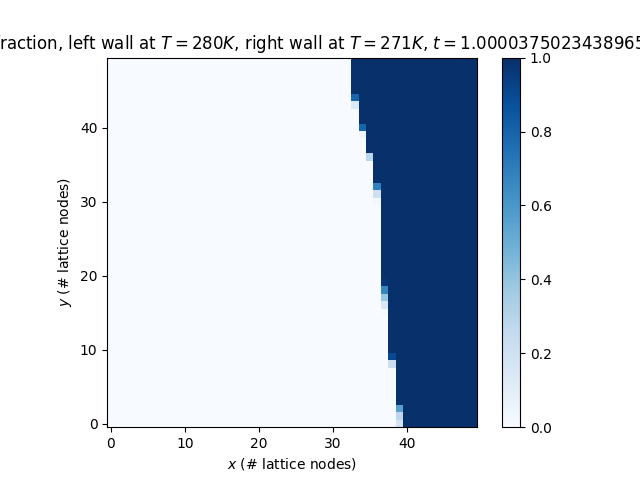 raction, left wall at T = 280K, right wall at T = 271K, t = 1.0000375023438965
1.0
0.8
0.6
0.4
0.2
0.0
40
30
20
10
0
y (# lattice nodes)
0 10 20 30 40
x (# lattice nodes)